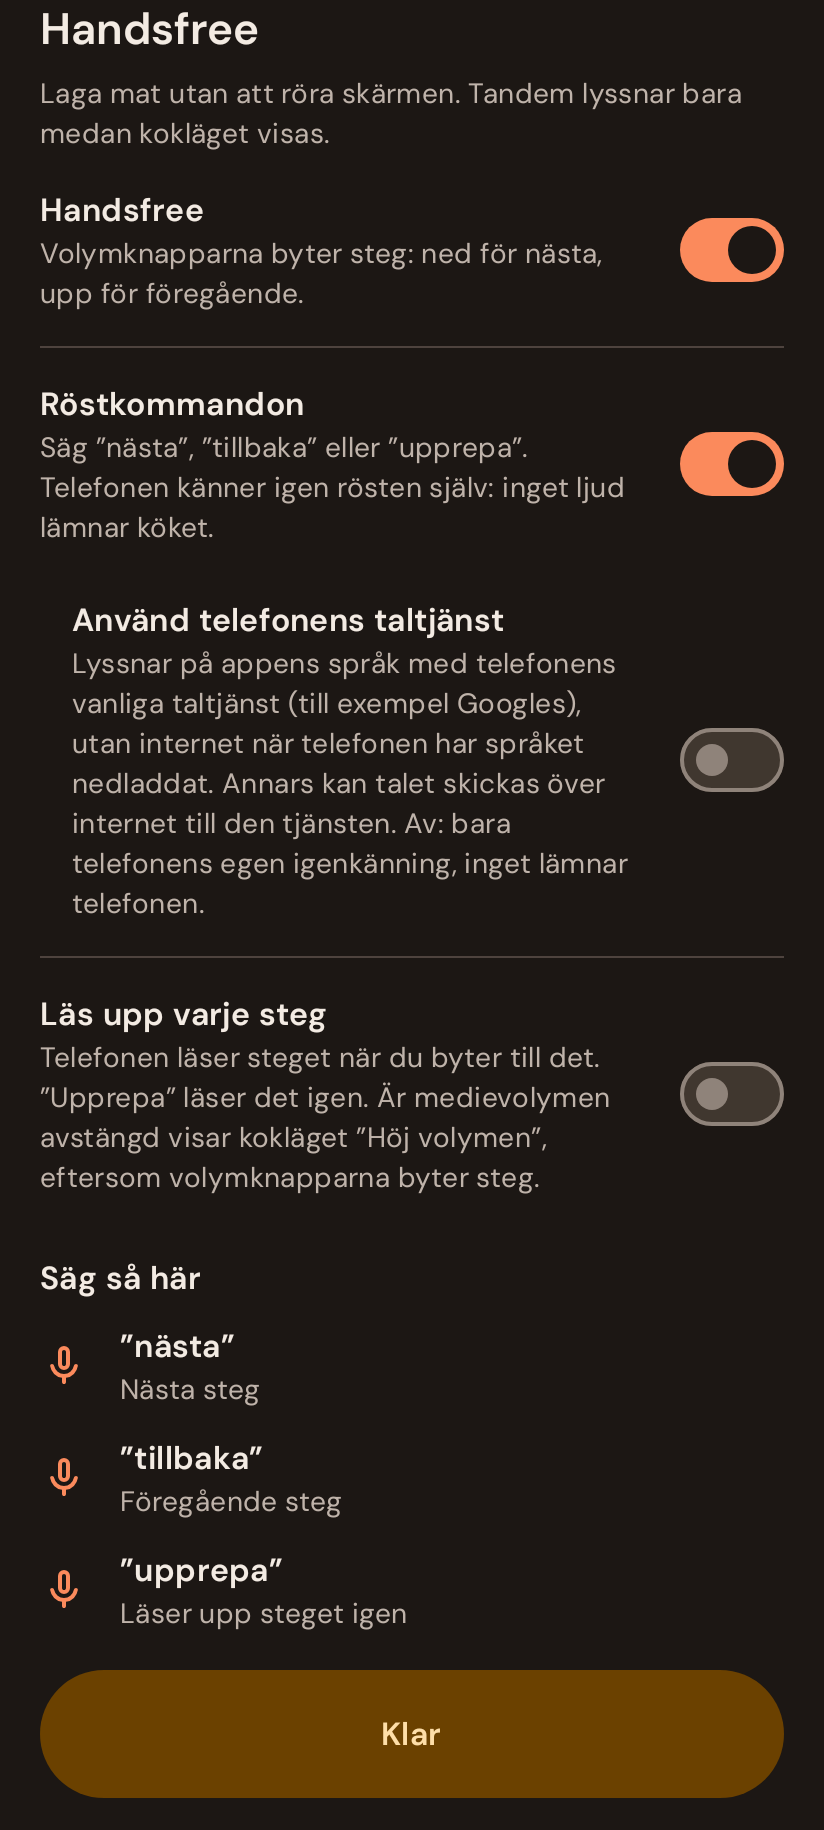 Handsfree
Laga mat utan att röra skärmen. Tandem lyssnar bara
medan kokläget visas.
Handsfree
Volymknapparna byter steg: ned för nästa,
upp för föregående.
Röstkommandon
Säg ”nästa”, ”tillbaka” eller ”upprepa”.
Telefonen känner igen rösten själv: inget ljud
lämnar köket.
Använd telefonens taltjänst
Lyssnar på appens språk med telefonens
vanliga taltjänst (till exempel Googles),
utan internet när telefonen har språket
nedladdat. Annars kan talet skickas över
internet till den tjänsten. Av: bara
telefonens egen igenkänning, inget lämnar
telefonen.
Läs upp varje steg
Telefonen läser steget när du byter till det.
”Upprepa” läser det igen. Är medievolymen
avstängd visar kokläget ”Höj volymen”,
eftersom volymknapparna byter steg.
Säg så här
”nästa”
Nästa steg
”tillbaka”
Föregående steg
”upprepa”
Läser upp steget igen
Klar